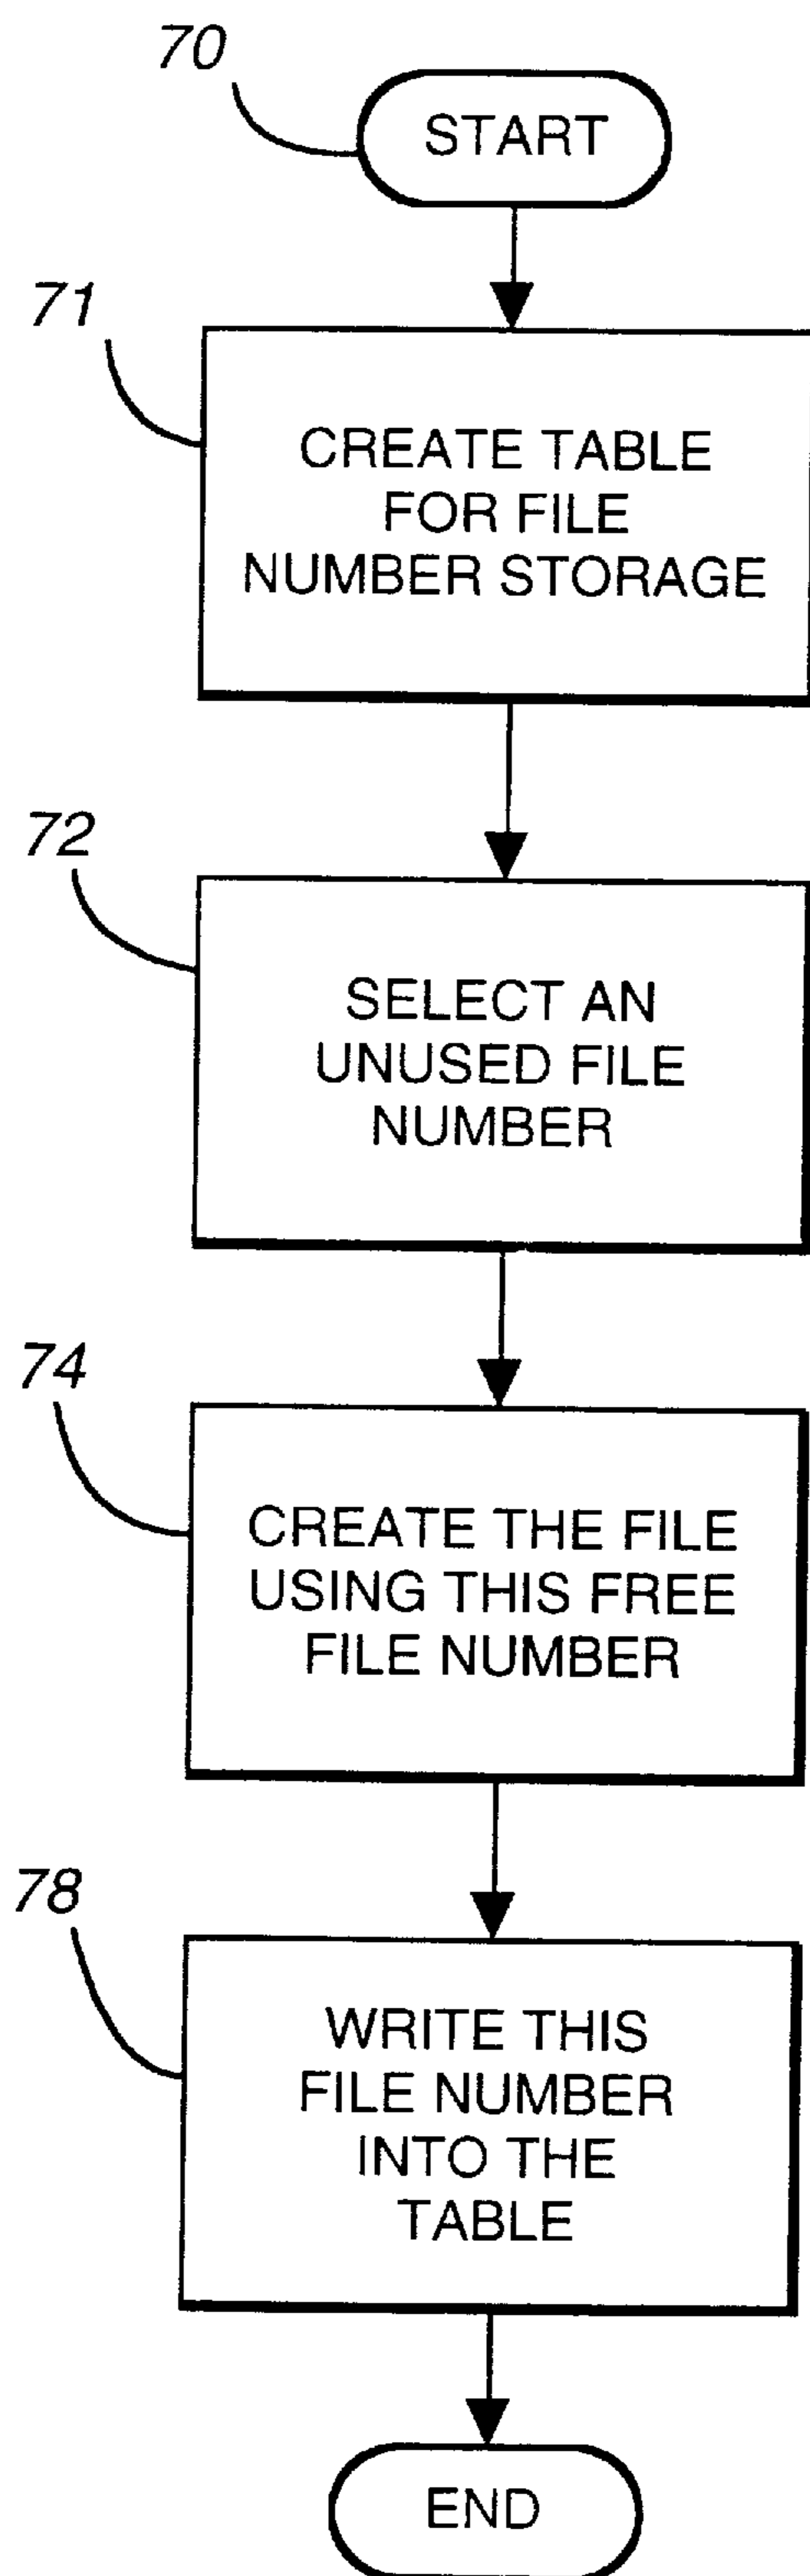 70
START
71
CREATE TABLE
FOR FILE
NUMBER STORAGE
72
SELECT AN
UNUSED FILE
NUMBER
74
CREATE THE FILE
USING THIS FREE
FILE NUMBER
78
WRITE THIS
FILE NUMBER
INTO THE
TABLE
END